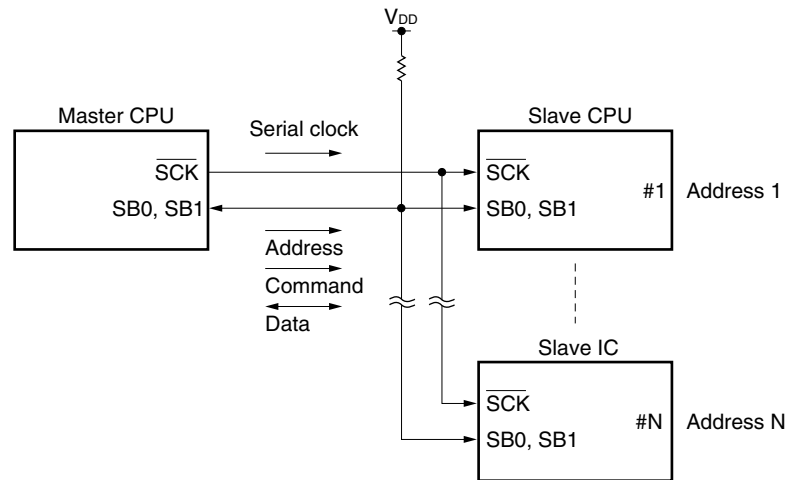 VDD
Master CPU
Serial clock
Slave CPU
SCK
SB0, SB1
SCK
SB0, SB1
#1
Address 1
Address
Command
Data
Slave IC
SCK
SB0, SB1
#N
Address N